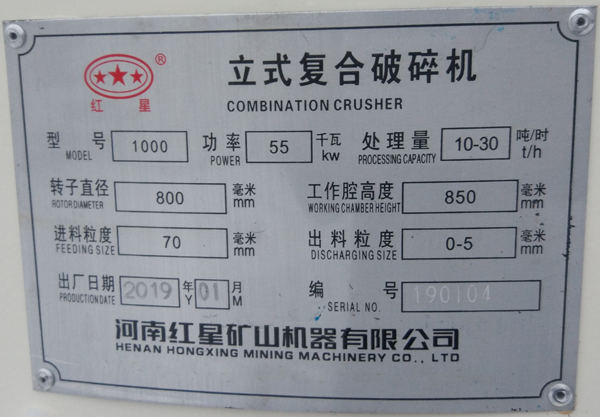 ® 立式复合破碎机
红 星 COMBINATION CRUSHER
型 号 1000 功率 55 千瓦 处理量 10-30 吨/时
MODEL POWER kw PROCESSING CAPACITY t/h
转子直径 800 毫米 工作腔高度 850 毫米
ROTOR DIAMETER mm WORKING CHAMBER HEIGHT mm
进料粒度 70 毫米 出料粒度 0-5 毫米
FEEDING SIZE mm DISCHARGING SIZE mm
出厂日期 2019 年 01 月 编 号 190104
PRODUCTION DATE Y M SERIAL NO.
河南红星矿山机器有限公司
HENAN HONGXING MINING MACHINERY CO., LTD